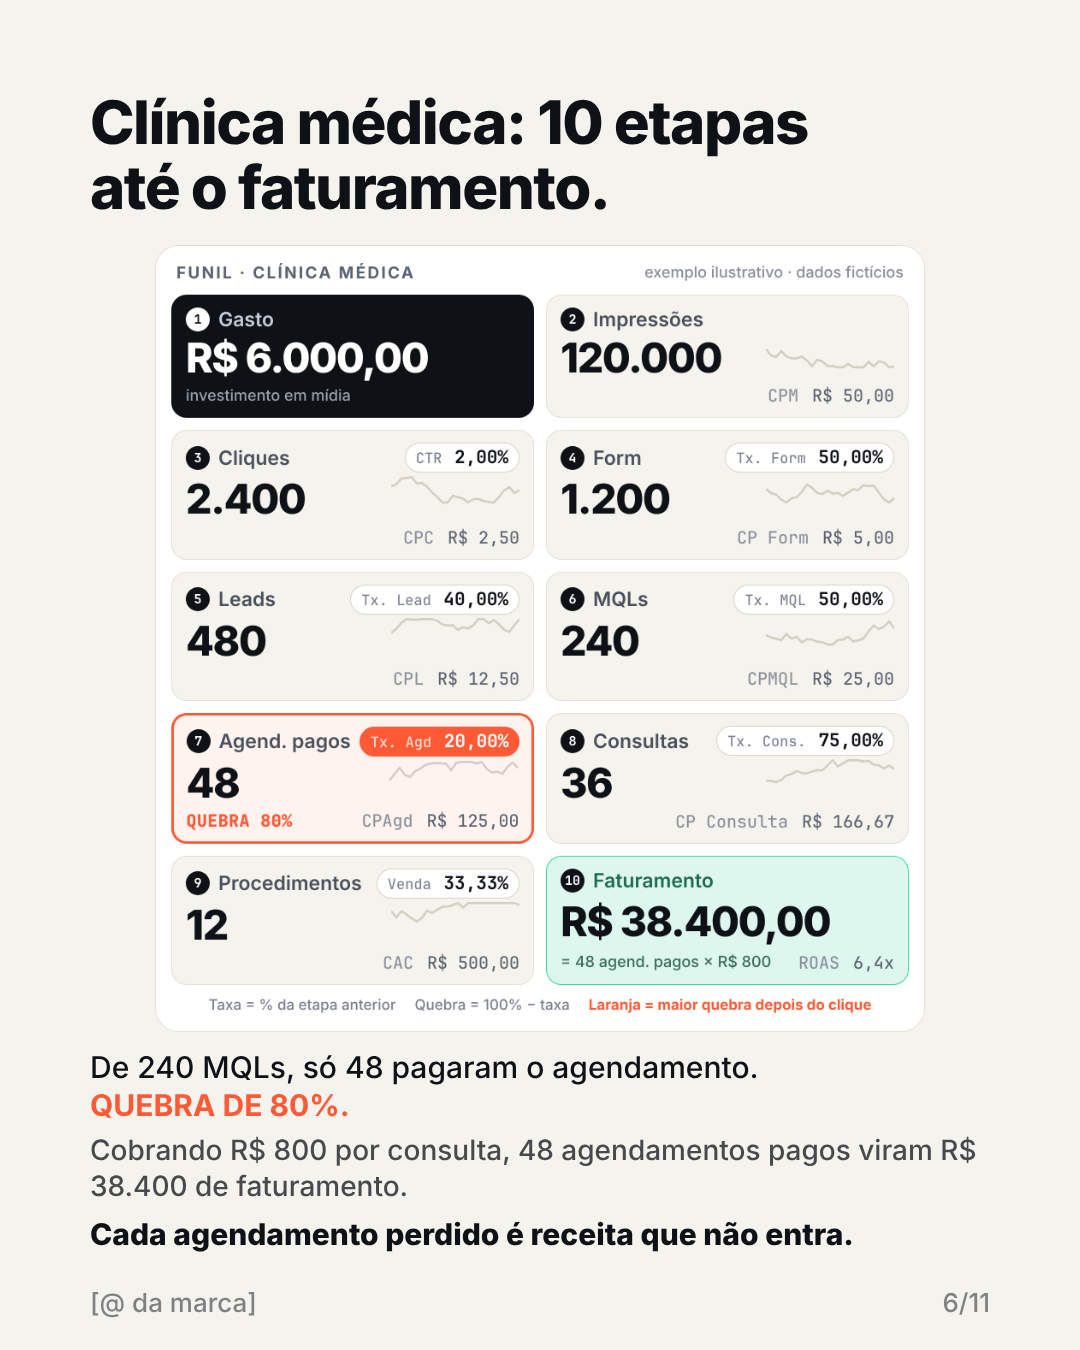 Clínica médica: 10 etapas
até o faturamento.
FUNIL · CLÍNICA MÉDICA
exemplo ilustrativo · dados fictícios
1 Gasto
R$ 6.000,00
investimento em mídia
2 Impressões
120.000
CPM R$ 50,00
3 Cliques
CTR 2,00%
2.400
CPC R$ 2,50
4 Form
Tx. Form 50,00%
1.200
CP Form R$ 5,00
5 Leads
Tx. Lead 40,00%
480
CPL R$ 12,50
6 MQLs
Tx. MQL 50,00%
240
CPMQL R$ 25,00
7 Agend. pagos
Tx. Agd 20,00%
48
QUEBRA 80%
CPAgd R$ 125,00
8 Consultas
Tx. Cons. 75,00%
36
CP Consulta R$ 166,67
9 Procedimentos
Venda 33,33%
12
CAC R$ 500,00
10 Faturamento
R$ 38.400,00
= 48 agend. pagos × R$ 800
ROAS 6,4x
Taxa = % da etapa anterior
Quebra = 100% − taxa
Laranja = maior quebra depois do clique
De 240 MQLs, só 48 pagaram o agendamento.
QUEBRA DE 80%.
Cobrando R$ 800 por consulta, 48 agendamentos pagos viram R$
38.400 de faturamento.
Cada agendamento perdido é receita que não entra.
[@ da marca]
6/11